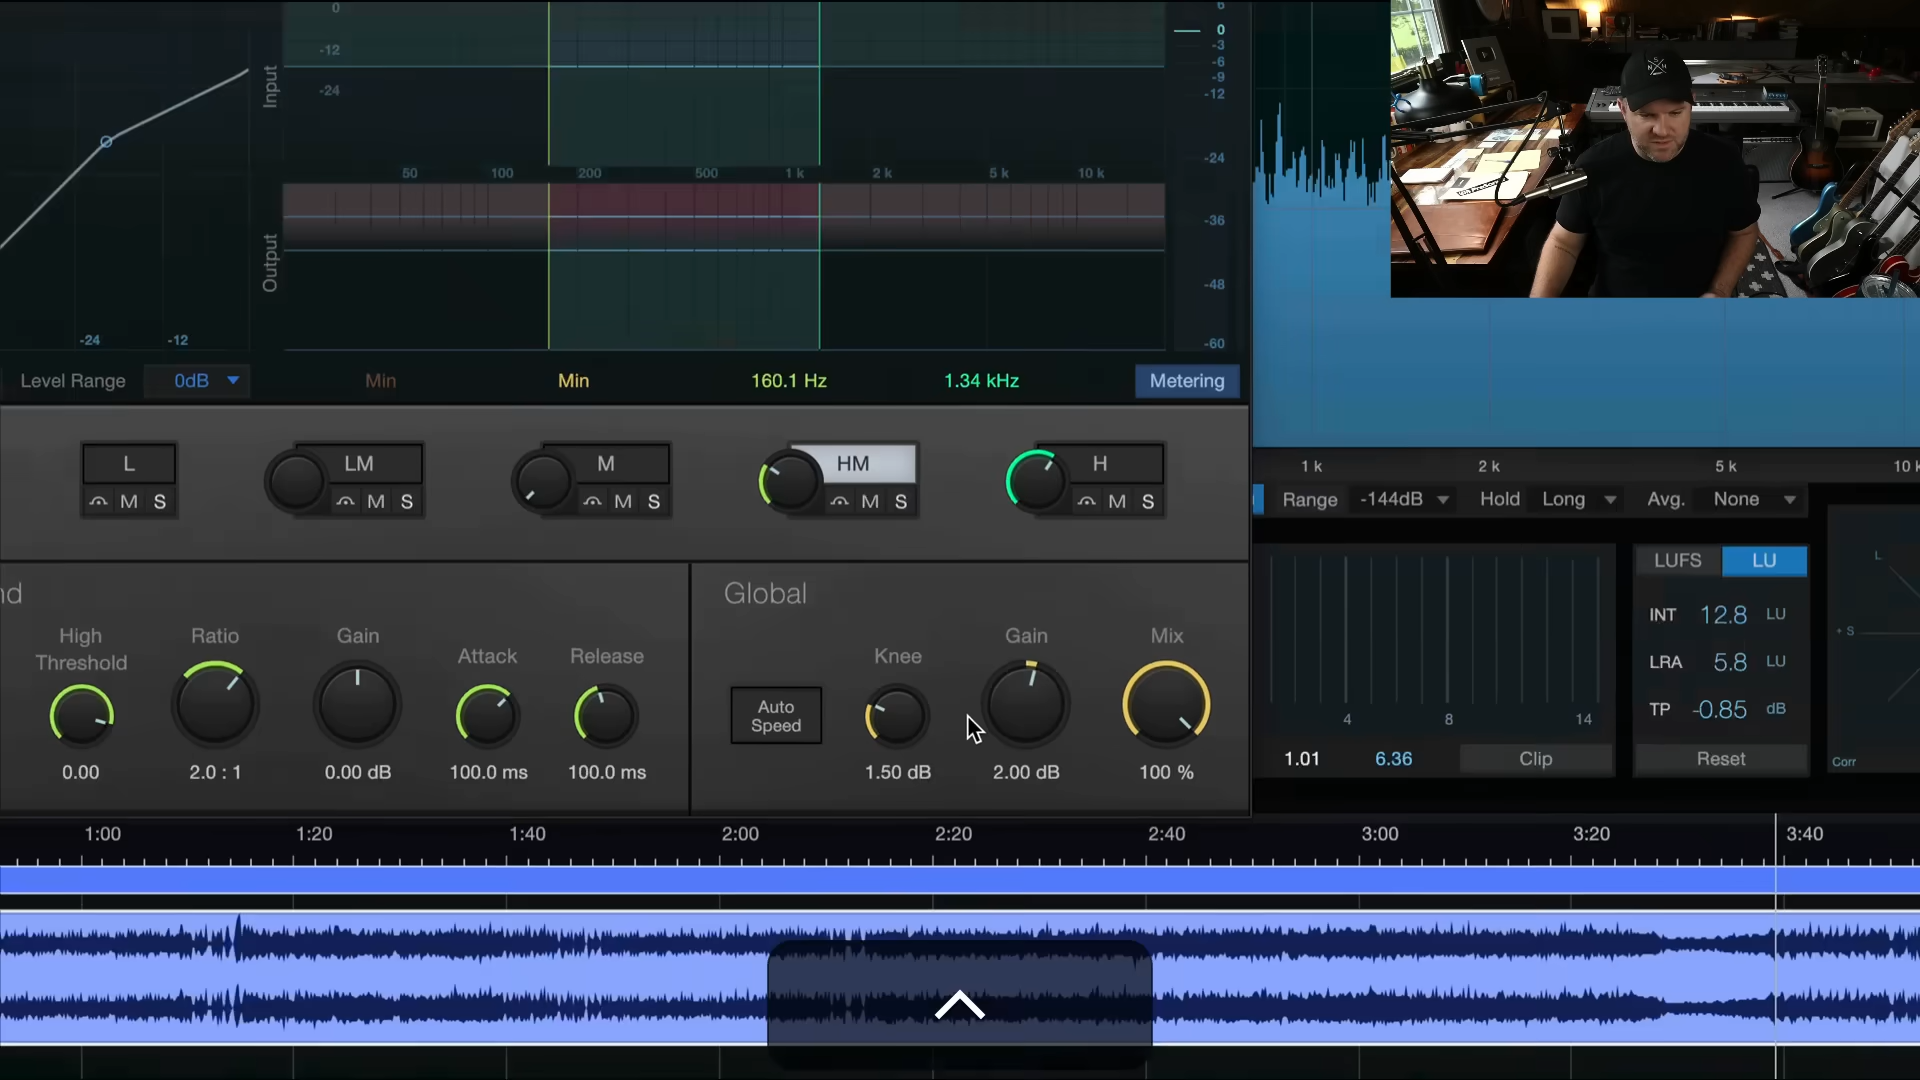 0
-12
-24
Input
6
0
-3
-6
-9
-12
-24
-36
-48
-60
50 100 200 500 1 k 2 k 5 k 10 k
Output
-24 -12
Level Range 0dB Min Min 160.1 Hz 1.34 kHz Metering
L LM M HM H
M S M S M S M S M S
1 k 2 k 5 k 10 k
Range -144dB Hold Long Avg. None
nd
High Threshold
0.00
Ratio
2.0 : 1
Gain
0.00 dB
Attack
100.0 ms
Release
100.0 ms
Global
Auto
Speed
Knee
1.50 dB
Gain
2.00 dB
Mix
100 %
4 8 14
1.01 6.36 Clip
LUFS LU
INT 12.8 LU
LRA 5.8 LU
TP -0.85 dB
Reset
L
+ S
Corr
1:00 1:20 1:40 2:00 2:20 2:40 3:00 3:20 3:40